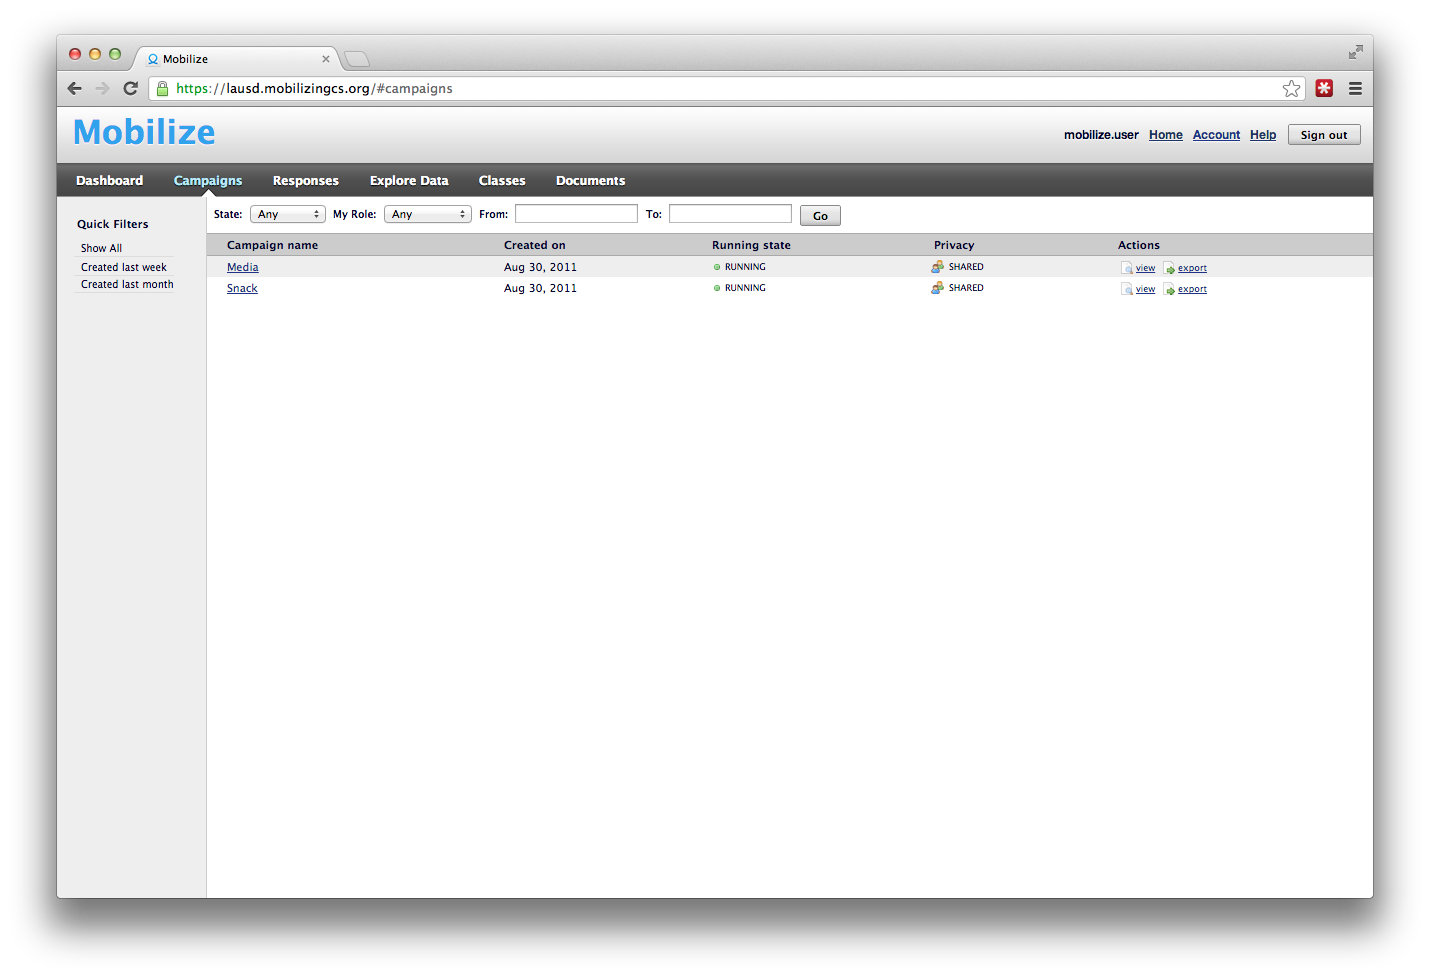 Mobilize
https://lausd.mobilizingcs.org/#campaigns
Mobilize
mobilize.user Home Account Help Sign out
Dashboard Campaigns Responses Explore Data Classes Documents
Quick Filters
Show All
Created last week
Created last month
State: Any My Role: Any From: To: Go
Campaign name Created on Running state Privacy Actions
Media Aug 30, 2011 RUNNING SHARED view export
Snack Aug 30, 2011 RUNNING SHARED view export